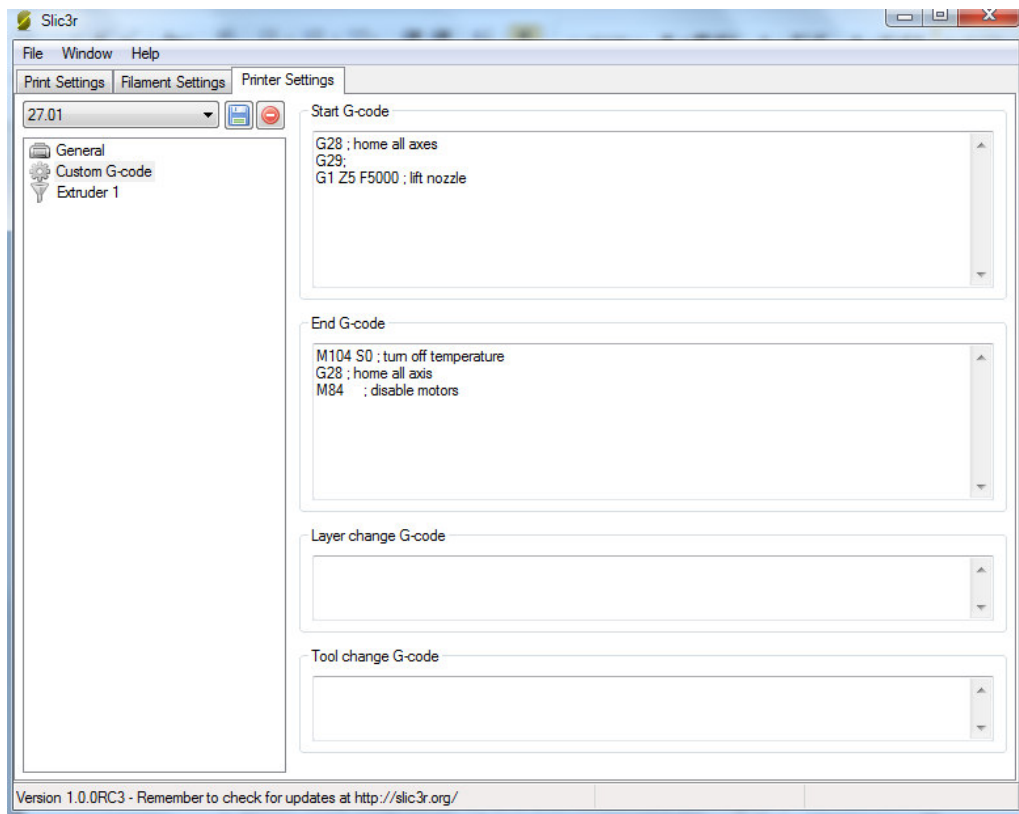 Slic3r
File Window Help
Print Settings Filament Settings Printer Settings
27.01
General
Custom G-code
Extruder 1
Start G-code
G28 ; home all axes
G29;
G1 Z5 F5000 ; lift nozzle
End G-code
M104 S0 ; turn off temperature
G28 ; home all axis
M84 ; disable motors
Layer change G-code
Tool change G-code
Version 1.0.0RC3 - Remember to check for updates at http://slic3r.org/